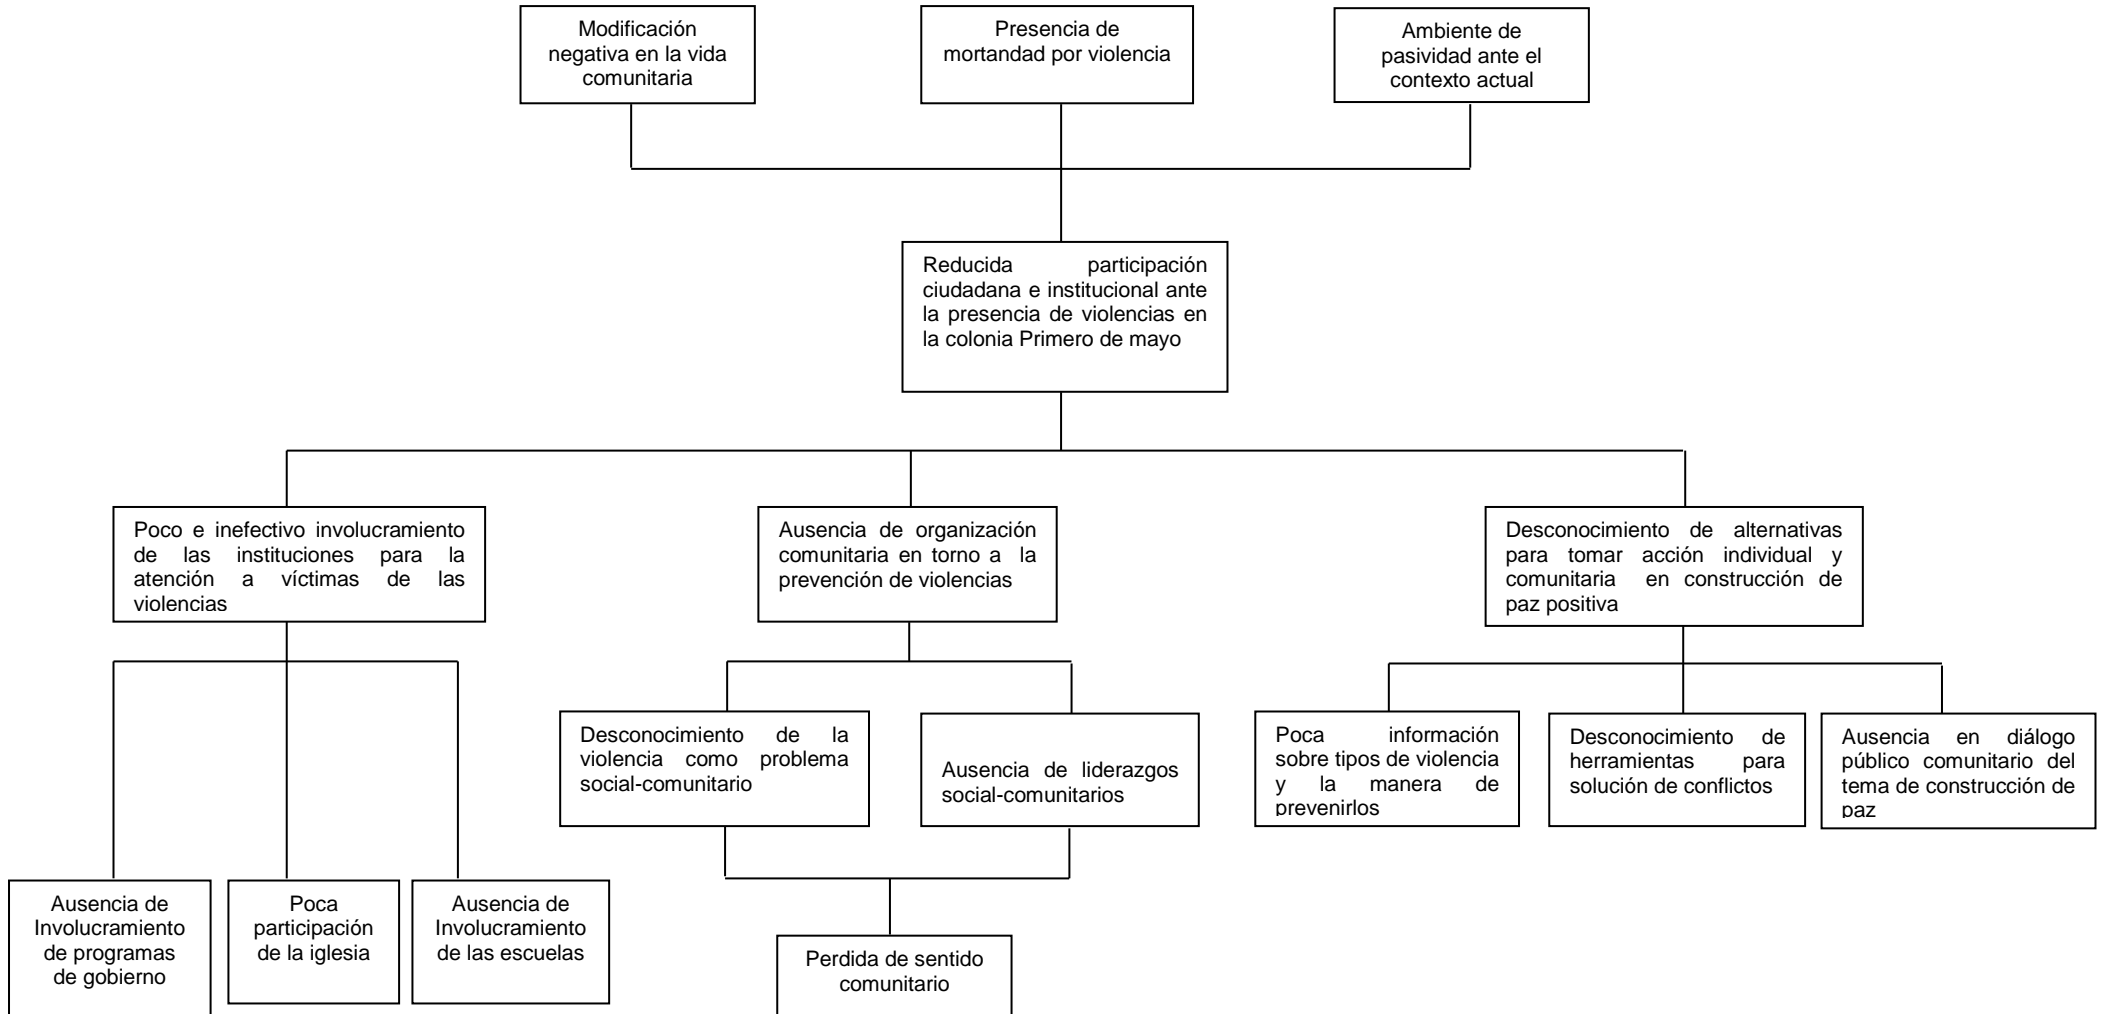 Modificación
negativa en la vida
comunitaria
Presencia de
mortandad por violencia
Ambiente de
pasividad ante el
contexto actual
Reducida participación
ciudadana e institucional ante
la presencia de violencias en
la colonia Primero de mayo
Poco e inefectivo involucramiento
de las instituciones para la
atención a víctimas de las
violencias
Ausencia de organización
comunitaria en torno a la
prevención de violencias
Desconocimiento de alternativas
para tomar acción individual y
comunitaria en construcción de
paz positiva
Desconocimiento de la
violencia como problema
social-comunitario
Ausencia de liderazgos
social-comunitarios
Poca información
sobre tipos de violencia
y la manera de
prevenirlos
Desconocimiento de
herramientas para
solución de conflictos
Ausencia en diálogo
público comunitario del
tema de construcción de
paz
Ausencia de
Involucramiento
de programas
de gobierno
Poca
participación
de la iglesia
Ausencia de
Involucramiento
de las escuelas
Perdida de sentido
comunitario